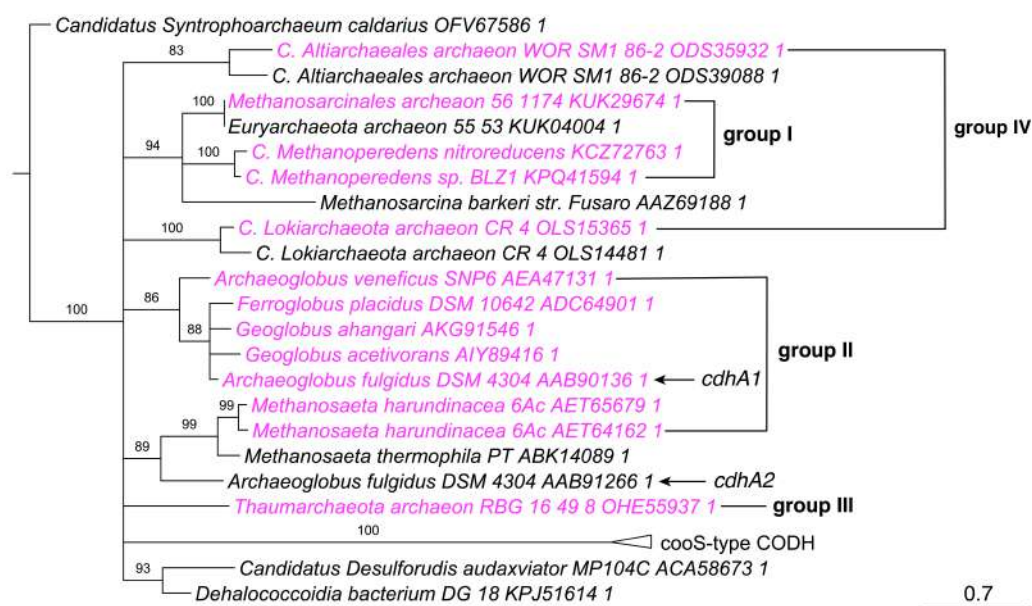 Candidatus Syntrophoarchaeum caldarius OFV67586 1
83
C. Altiarchaeales archaeon WOR SM1 86-2 ODS35932 1
C. Altiarchaeales archaeon WOR SM1 86-2 ODS39088 1
100
Methanosarcinales archeaon 56 1174 KUK29674 1
Euryarchaeota archaeon 55 53 KUK04004 1
group I
group IV
94
100
C. Methanoperedens nitroreducens KCZ72763 1
C. Methanoperedens sp. BLZ1 KPQ41594 1
Methanosarcina barkeri str. Fusaro AAZ69188 1
100
C. Lokiarchaeota archaeon CR 4 OLS15365 1
C. Lokiarchaeota archaeon CR 4 OLS14481 1
Archaeoglobus veneficus SNP6 AEA47131 1
100
86
Ferroglobus placidus DSM 10642 ADC64901 1
88
Geoglobus ahangari AKG91546 1
Geoglobus acetivorans AIY89416 1
group II
Archaeoglobus fulgidus DSM 4304 AAB90136 1
cdhA1
99
Methanosaeta harundinacea 6Ac AET65679 1
99
Methanosaeta harundinacea 6Ac AET64162 1
89
Methanosaeta thermophila PT ABK14089 1
Archaeoglobus fulgidus DSM 4304 AAB91266 1
cdhA2
Thaumarchaeota archaeon RBG 16 49 8 OHE55937 1
group III
100
cooS-type CODH
93
Candidatus Desulforudis audaxviator MP104C ACA58673 1
Dehalococcoidia bacterium DG 18 KPJ51614 1
0.7